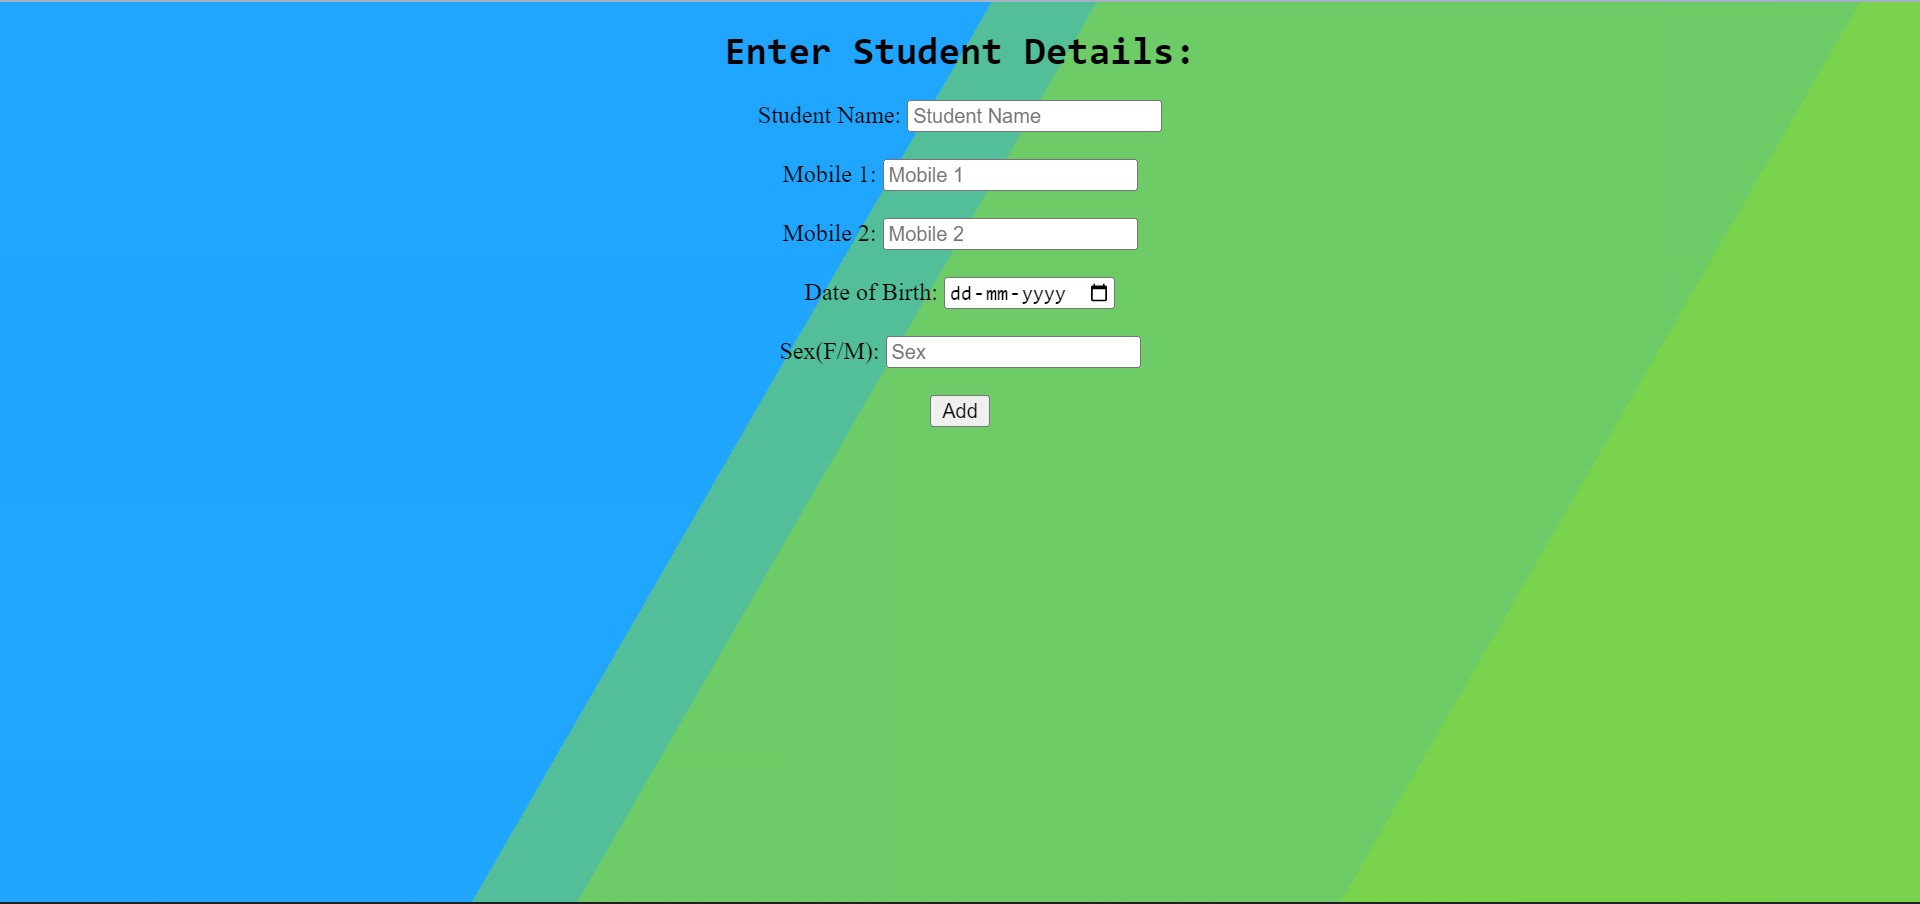 Enter Student Details:
Student Name: Student Name
Mobile 1: Mobile 1
Mobile 2: Mobile 2
Date of Birth: dd-mm-yyyy
Sex(F/M): Sex
Add